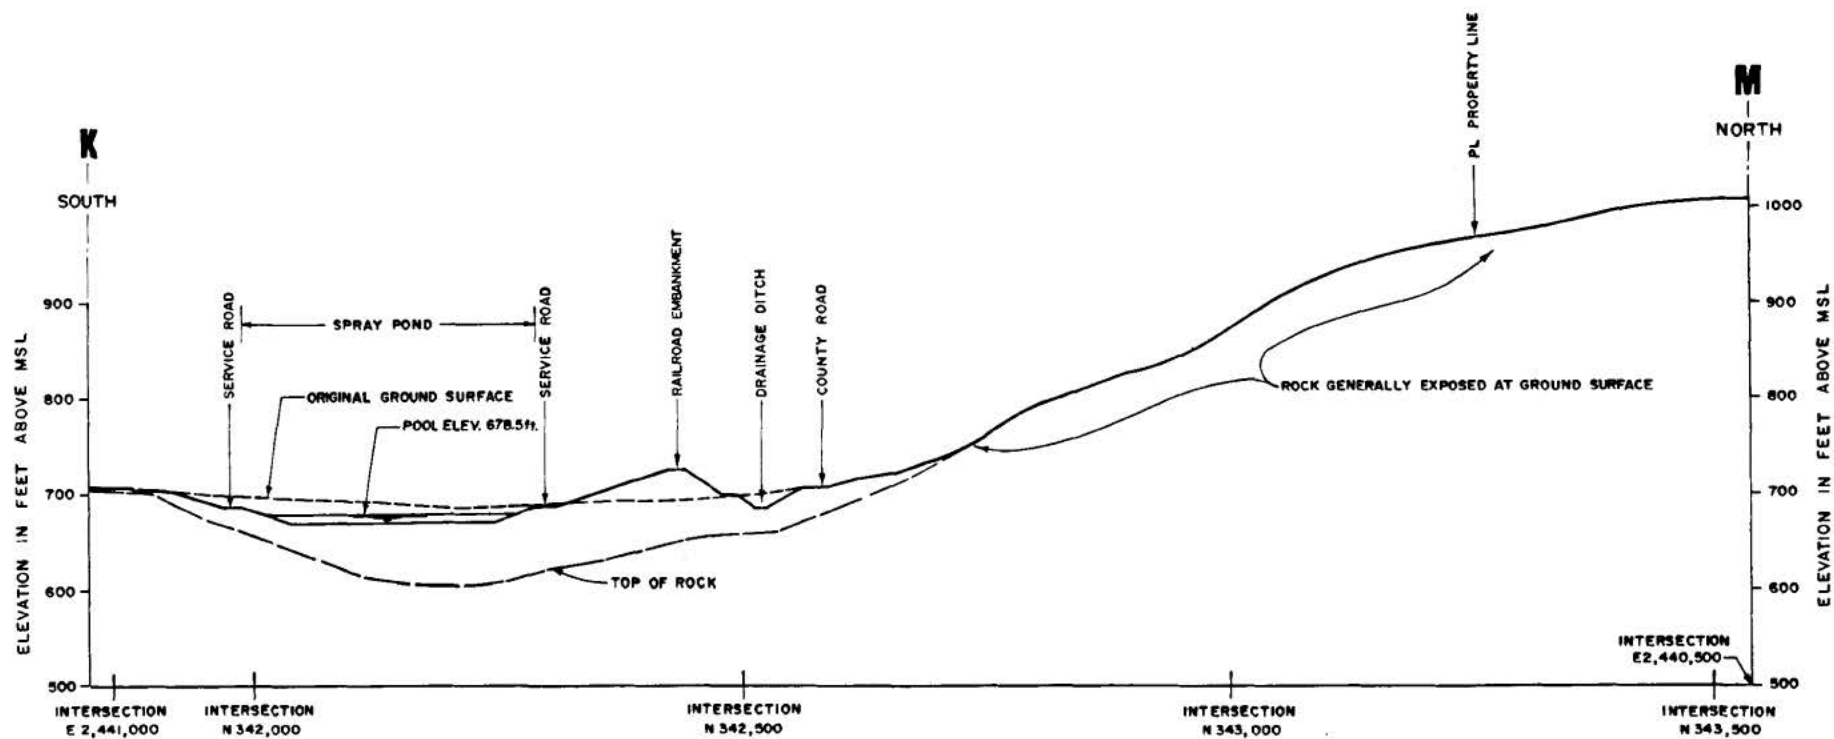 K
SOUTH
M
NORTH
PL PROPERTY LINE
ELEVATION IN FEET ABOVE MSL
900
800
700
600
500
SERVICE ROAD
SPRAY POND
SERVICE ROAD
RAILROAD EMBANKMENT
DRAINAGE DITCH
COUNTY ROAD
ORIGINAL GROUND SURFACE
POOL ELEV. 678.5ft.
TOP OF ROCK
ROCK GENERALLY EXPOSED AT GROUND SURFACE
1000
900
800
700
600
500
ELEVATION IN FEET ABOVE MSL
INTERSECTION
E2,440,500
INTERSECTION
E 2,441,000
INTERSECTION
N 342,000
INTERSECTION
N 342,500
INTERSECTION
N 343,000
INTERSECTION
N 343,500